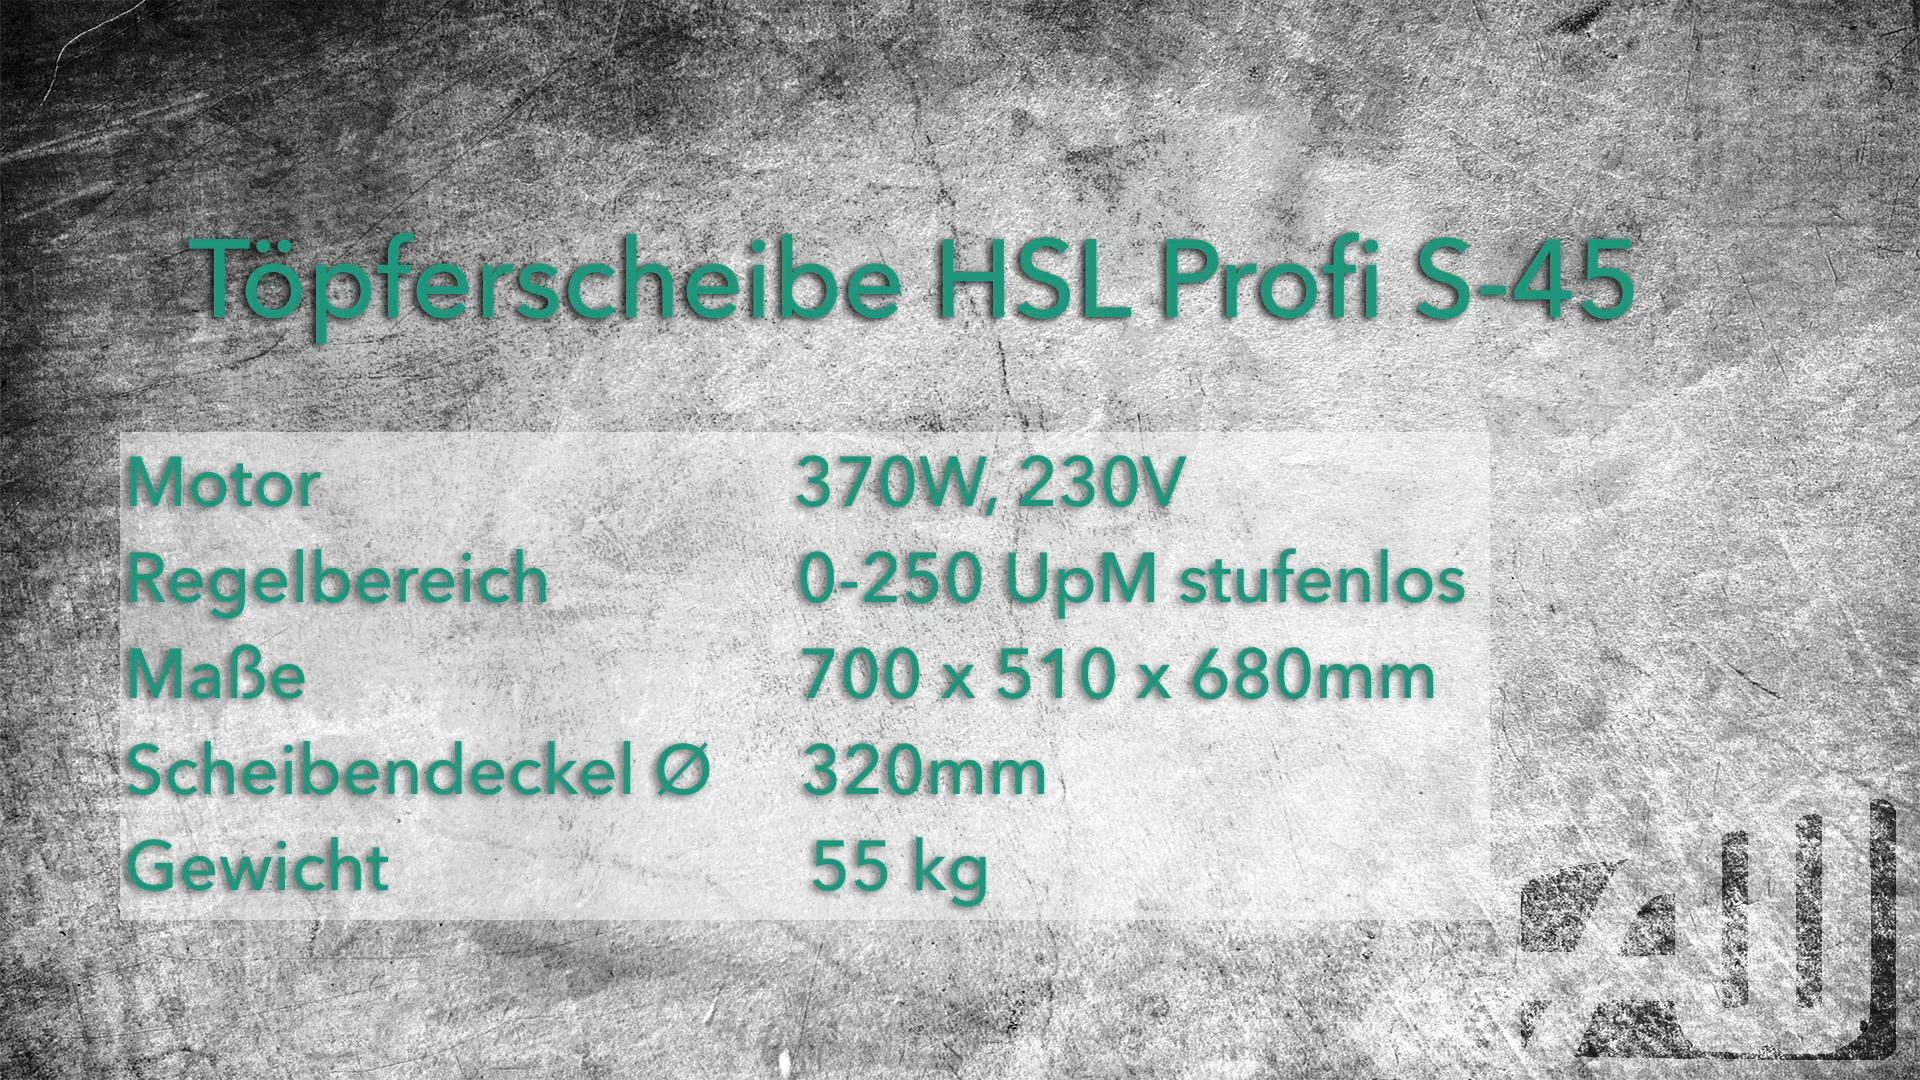 Töpferscheibe HSL Profi S-45
Motor 370W, 230V
Regelbereich 0-250 UpM stufenlos
Maße 700 x 510 x 680mm
Scheibendeckel Ø 320mm
Gewicht 55 kg